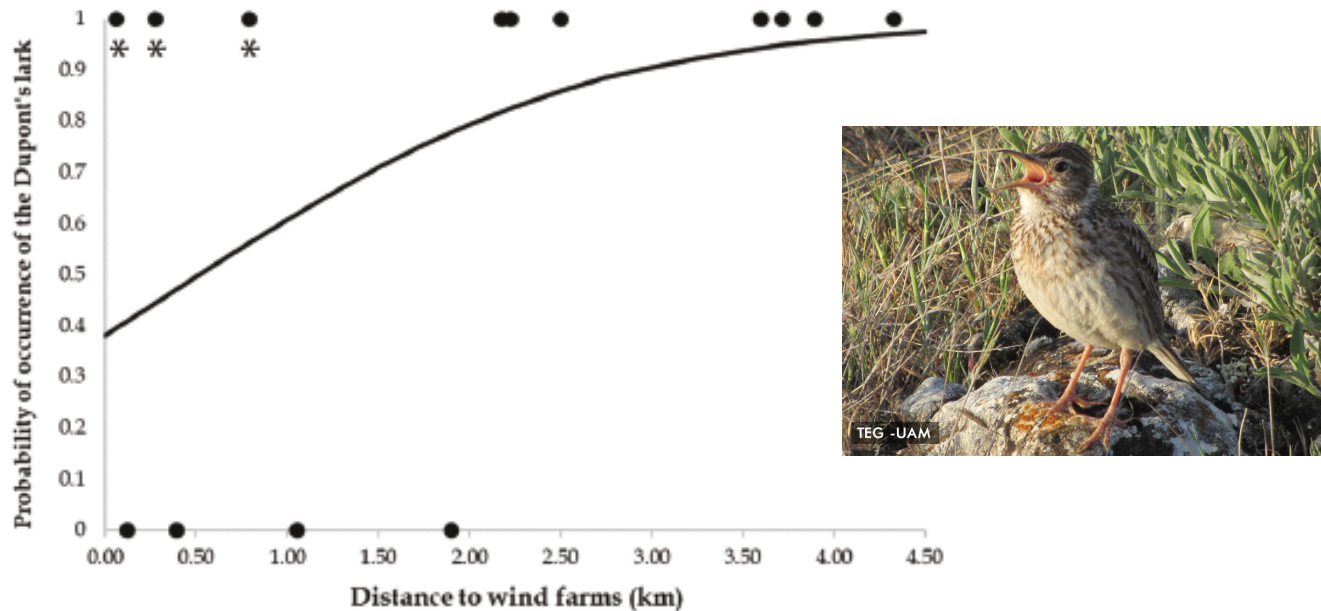 Probability of occurrence of the Dupont's lark
1
0.9
0.8
0.7
0.6
0.5
0.4
0.3
0.2
0.1
0
* * *
0.00 0.50 1.00 1.50 2.00 2.50 3.00 3.50 4.00 4.50
Distance to wind farms (km)
TEG -UAM